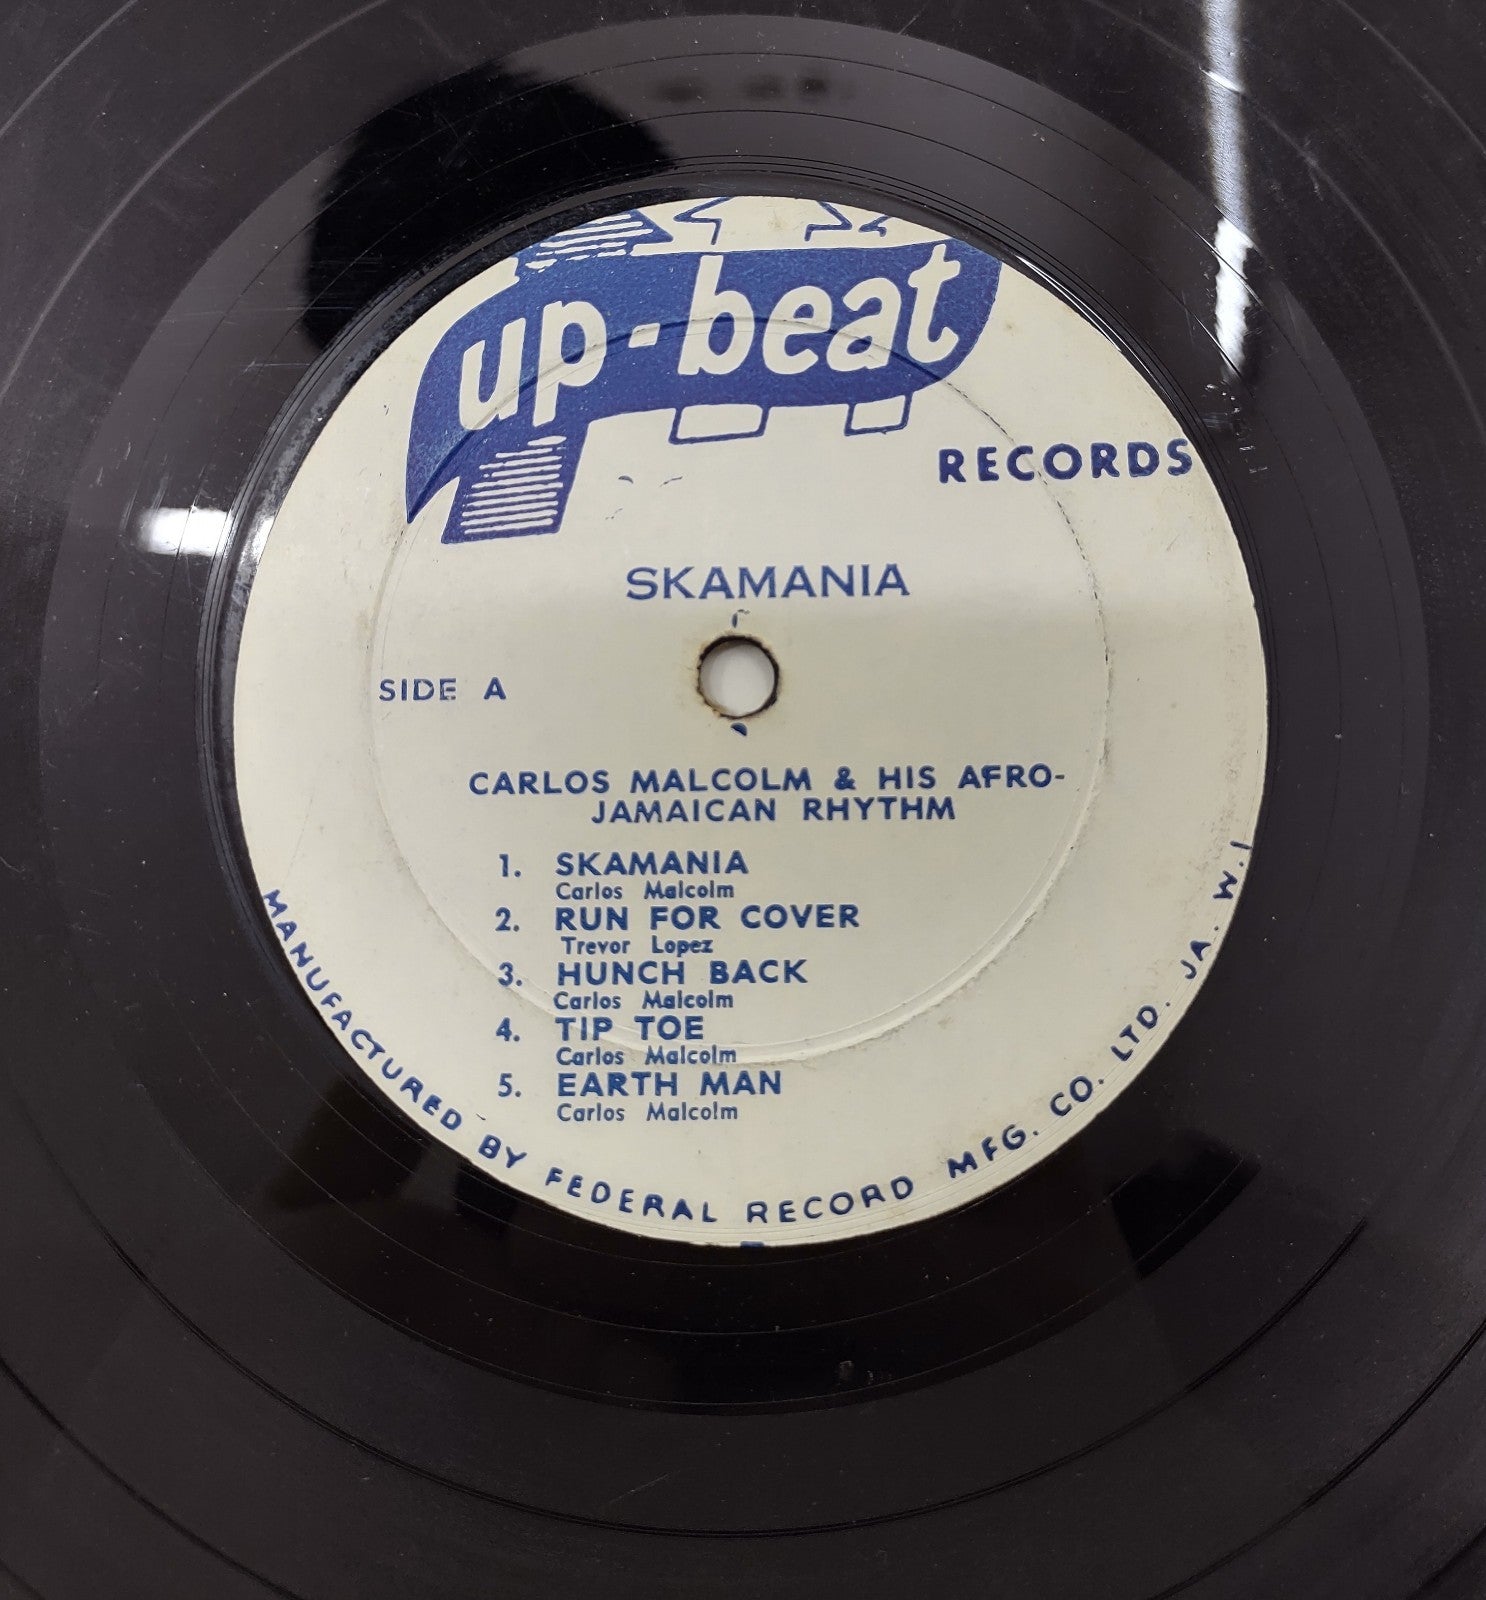 up-beat
RECORDS
SKAMANIA
SIDE A
CARLOS MALCOLM & HIS AFRO-
JAMAICAN RHYTHM
1. SKAMANIA
Carlos Malcolm
2. RUN FOR COVER
Trevor Lopez
3. HUNCH BACK
Carlos Malcolm
4. TIP TOE
Carlos Malcolm
5. EARTH MAN
Carlos Malcolm
MANUFACTURED BY FEDERAL RECORD MFG. CO. LTD. JA. W.I